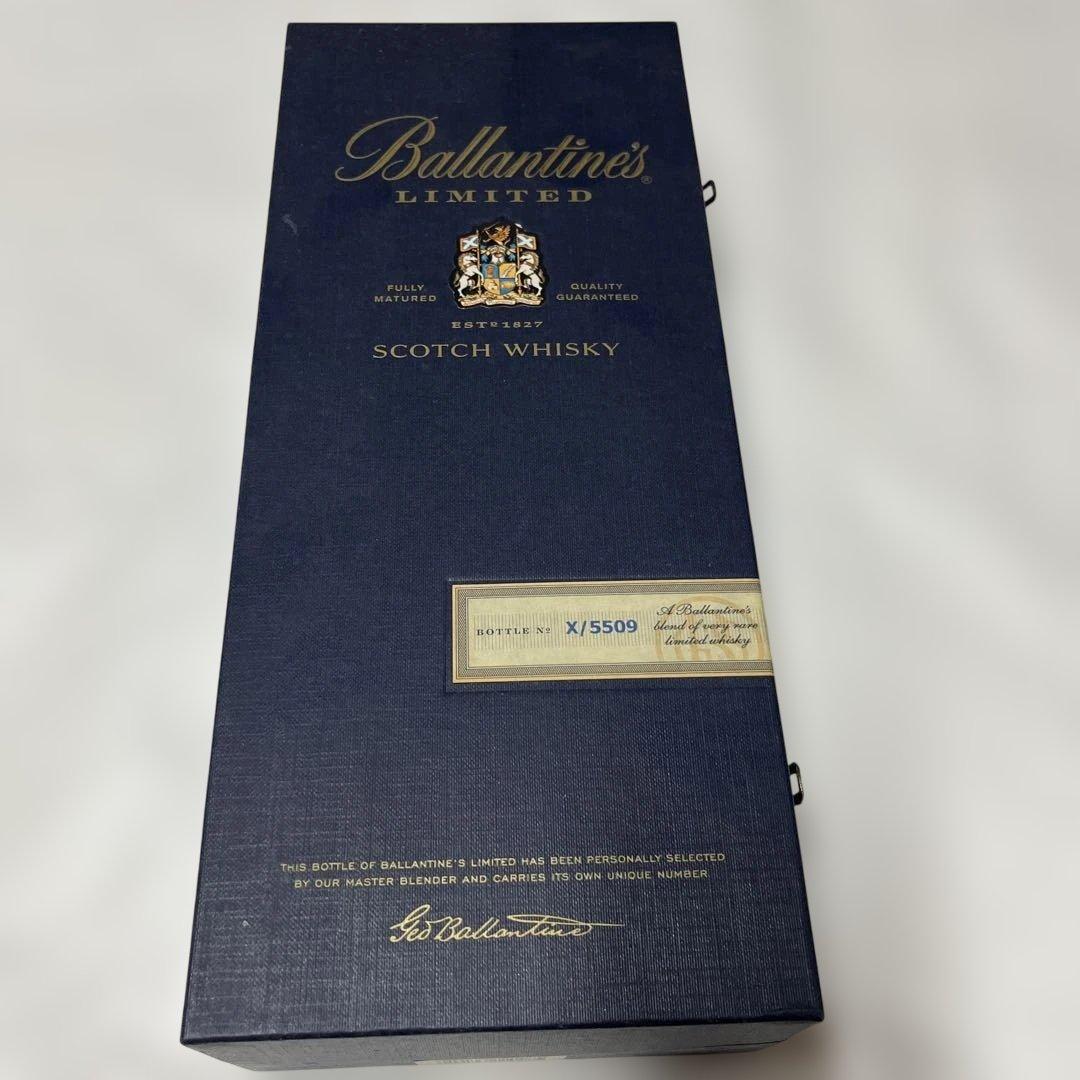 Ballantine's®
LIMITED
FULLY MATURED
QUALITY GUARANTEED
ESTD 1827
SCOTCH WHISKY
BOTTLE No X/5509
A Ballantine's
blend of very rare
limited whisky
THIS BOTTLE OF BALLANTINE'S LIMITED HAS BEEN PERSONALLY SELECTED
BY OUR MASTER BLENDER AND CARRIES ITS OWN UNIQUE NUMBER
Geo Ballantine